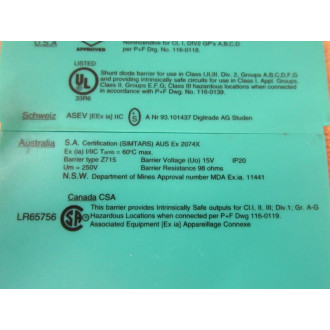 U.S.A.
APPROVED
Nonincendive for Cl. I, Div2 GP's A,B,C,D
per P+F Dwg. No. 116-0118.
UL
LISTED
Shunt diode barrier for use in Class I,II,III, Div. 2, Groups A,B,C,D,F,G
and provides intrinsically safe circuits for use in Class I, Groups A-D,
Class II, Groups E,F,G, Class III hazardous locations when connected
in accordance with P+F Dwg. No. 116-0139.
Schweiz
ASEV [EEx ia] IIC
A Nr 93.101437 Digitrade AG Studen
Australia
S.A. Certification (SIMTARS) AUS Ex 2074X
Ex (ia) I/IIC Tamb = 60°C max.
Barrier type Z715 Barrier Voltage (Uo) 15V IP20
Um = 250V Barrier Resistance 98 ohms
N.S.W. Department of Mines Approval number MDA Ex ia. 11441
Canada CSA
LR65756
This barrier provides Intrinsically Safe outputs for Cl.I, II, III; Div.1; Gr. A-G
Hazardous Locations when connected per P+F Dwg 116-0119.
Associated Equipment [Ex ia] Appareillage Connexe